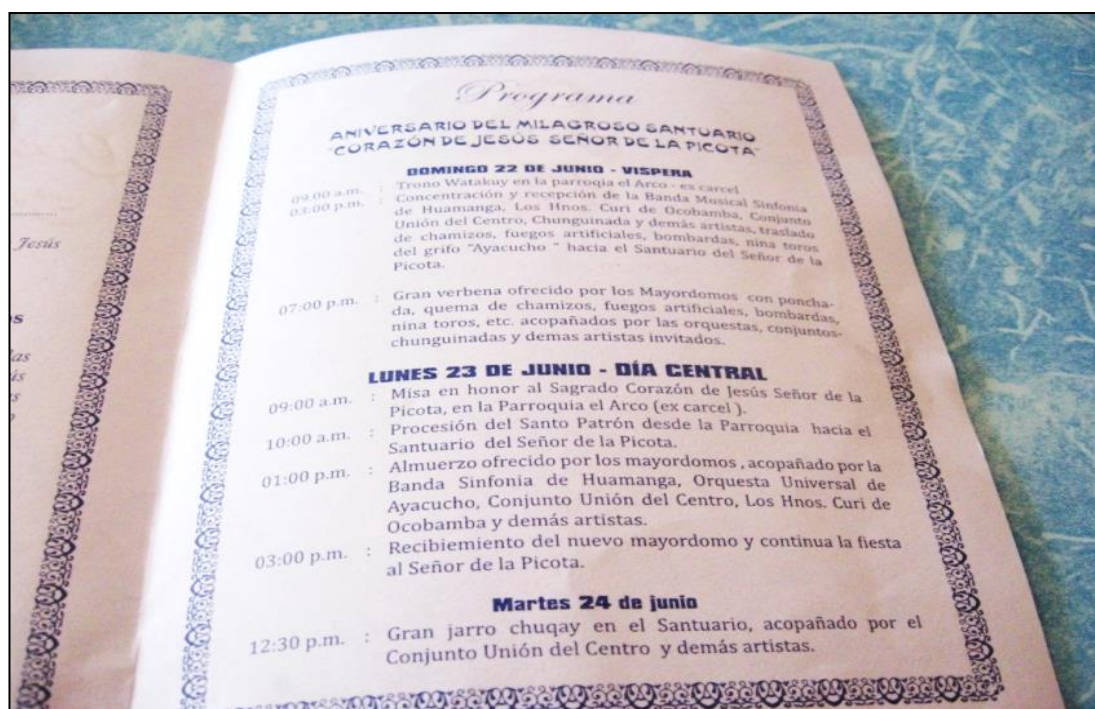 Jesús
os
las
ús
s
Programa
ANIVERSARIO DEL MILAGROSO SANTUARIO
"CORAZÓN DE JESÚS SEÑOR DE LA PICOTA"
DOMINGO 22 DE JUNIO - VISPERA
09.00 a.m. : Trono Watakuy en la parroqia el Arco - ex carcel
03:00 p.m. : Concentración y recepción de la Banda Musical Sinfonia
de Huamanga, Los Hnos. Curi de Ocobamba, Conjunto
Unión del Centro, Chunguinada y demás artistas, traslado
de chamizos, fuegos artificiales, bombardas, nina toros
del grifo "Ayacucho " hacia el Santuario del Señor de la
Picota.
07:00 p.m. : Gran verbena ofrecido por los Mayordomos con poncha-
da, quema de chamizos, fuegos artificiales, bombardas,
nina toros, etc. acopañados por las orquestas, conjuntos-
chunguinadas y demas artistas invitados.
LUNES 23 DE JUNIO - DÍA CENTRAL
09:00 a.m. : Misa en honor al Sagrado Corazón de Jesús Señor de la
Picota, en la Parroquia el Arco (ex carcel ).
10:00 a.m. : Procesión del Santo Patrón desde la Parroquia hacia el
Santuario del Señor de la Picota.
01:00 p.m. : Almuerzo ofrecido por los mayordomos , acopañado por la
Banda Sinfonia de Huamanga, Orquesta Universal de
Ayacucho, Conjunto Unión del Centro, Los Hnos. Curi de
Ocobamba y demás artistas.
03:00 p.m. : Recibiemiento del nuevo mayordomo y continua la fiesta
al Señor de la Picota.
Martes 24 de junio
12:30 p.m. : Gran jarro chuqay en el Santuario, acopañado por el
Conjunto Unión del Centro y demás artistas.